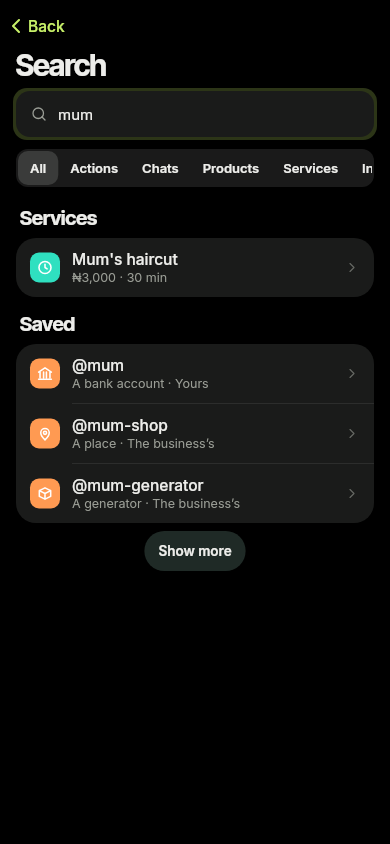 Back
Search
mum
All Actions Chats Products Services In
Services
Mum's haircut
₦3,000 · 30 min
Saved
@mum
A bank account · Yours
@mum-shop
A place · The business's
@mum-generator
A generator · The business's
Show more